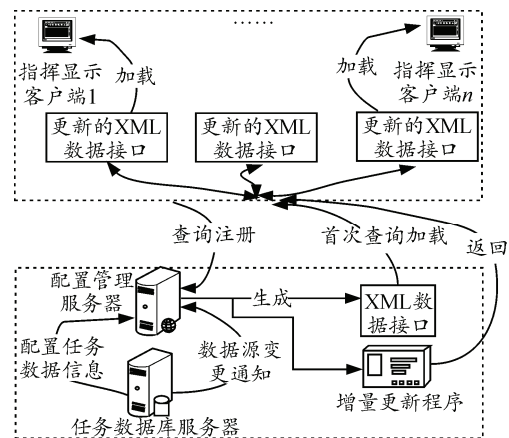 ……
指挥显示
客户端1
加载
加载
指挥显示
客户端n
更新的XML
数据接口
更新的XML
数据接口
更新的XML
数据接口
查询注册
首次查询加载
返回
配置管理
服务器
生成
XML数
据接口
配置任务
数据信息
数据源变
更通知
任务数据库服务器
增量更新程序